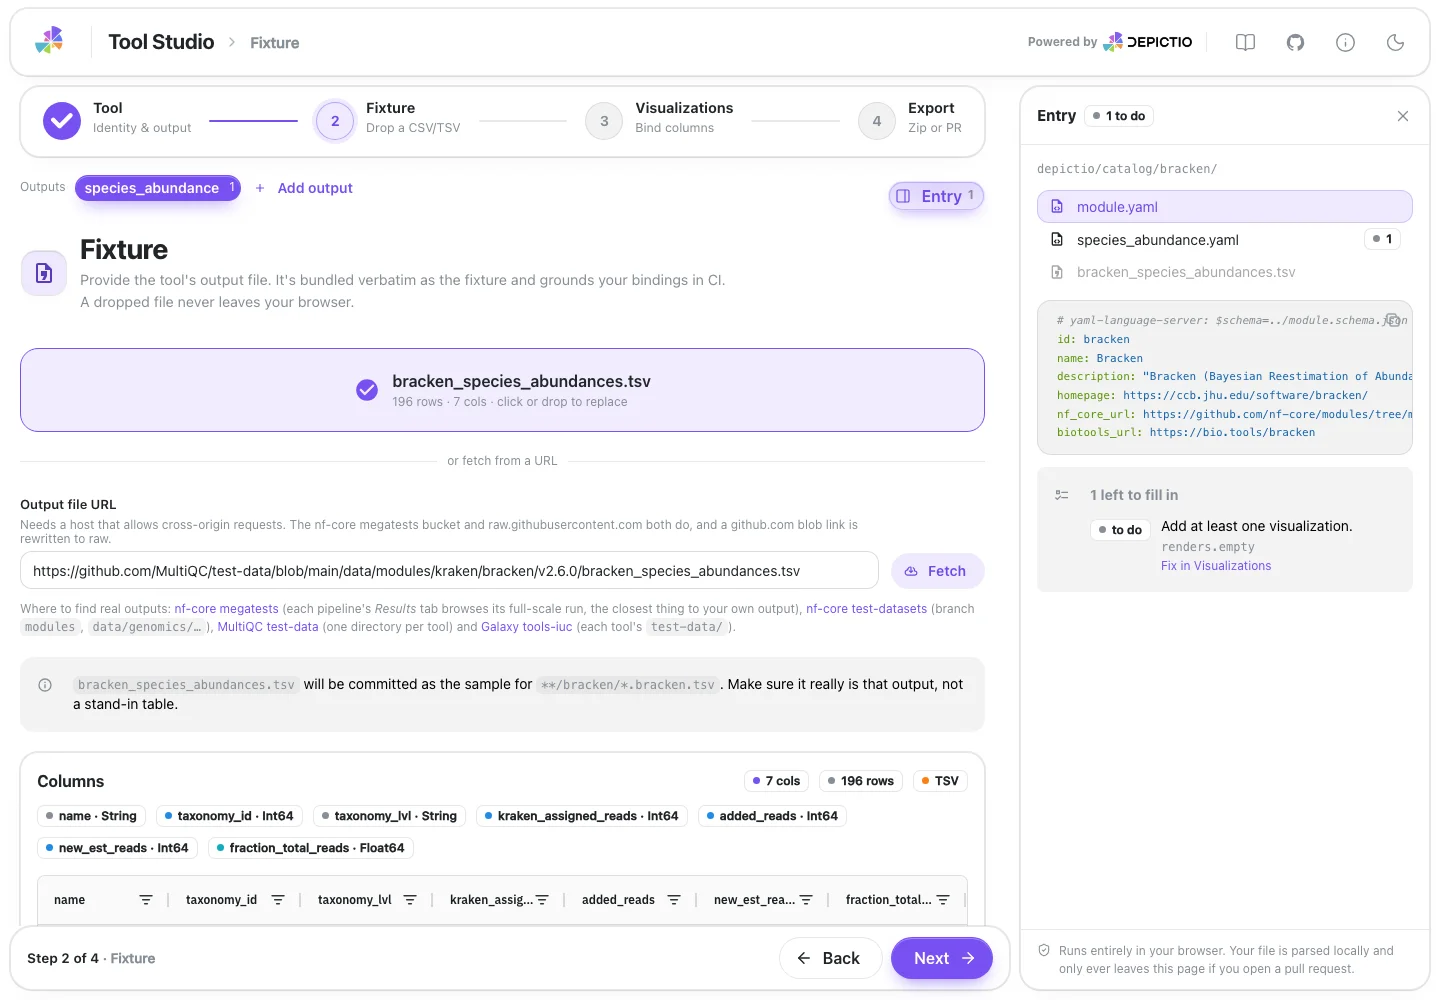 Tool Studio > Fixture
Powered by DEPICTIO
Tool
Identity & output
2
Fixture
Drop a CSV/TSV
3
Visualizations
Bind columns
4
Export
Zip or PR
Outputs species_abundance 1 + Add output
Entry 1
Fixture
Provide the tool's output file. It's bundled verbatim as the fixture and grounds your bindings in CI.
A dropped file never leaves your browser.
bracken_species_abundances.tsv
196 rows · 7 cols · click or drop to replace
or fetch from a URL
Output file URL
Needs a host that allows cross-origin requests. The nf-core megatests bucket and raw.githubusercontent.com both do, and a github.com blob link is
rewritten to raw.
https://github.com/MultiQC/test-data/blob/main/data/modules/kraken/bracken/v2.6.0/bracken_species_abundances.tsv
Fetch
Where to find real outputs: nf-core megatests (each pipeline's Results tab browses its full-scale run, the closest thing to your own output), nf-core test-datasets (branch
modules, data/genomics/…), MultiQC test-data (one directory per tool) and Galaxy tools-iuc (each tool's test-data/).
bracken_species_abundances.tsv will be committed as the sample for **/bracken/*.bracken.tsv. Make sure it really is that output, not
a stand-in table.
Columns
7 cols
196 rows
TSV
name · String
taxonomy_id · Int64
taxonomy_lvl · String
kraken_assigned_reads · Int64
added_reads · Int64
new_est_reads · Int64
fraction_total_reads · Float64
name taxonomy_id taxonomy_lvl kraken_assig... added_reads new_est_rea... fraction_total...
Step 2 of 4 · Fixture
Back
Next
Entry
1 to do
depictio/catalog/bracken/
module.yaml
species_abundance.yaml
1
bracken_species_abundances.tsv
# yaml-language-server: $schema=../module.schema.json
id: bracken
name: Bracken
description: "Bracken (Bayesian Reestimation of Abunda
homepage: https://ccb.jhu.edu/software/bracken/
nf_core_url: https://github.com/nf-core/modules/tree/m
biotools_url: https://bio.tools/bracken
1 left to fill in
to do
Add at least one visualization.
renders.empty
Fix in Visualizations
Runs entirely in your browser. Your file is parsed locally and
only ever leaves this page if you open a pull request.